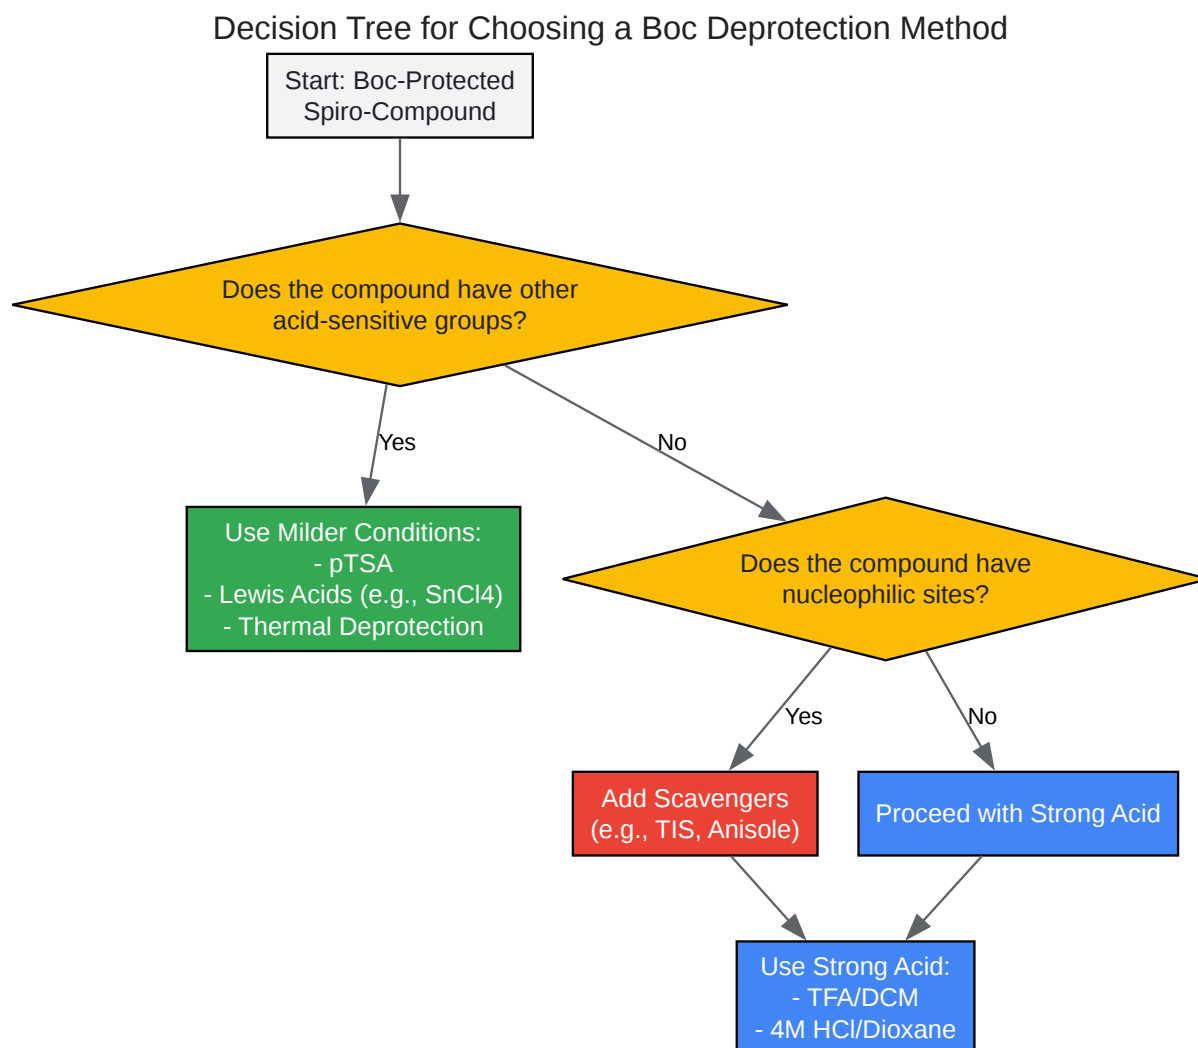 Decision Tree for Choosing a Boc Deprotection Method
Start: Boc-Protected
Spiro-Compound
Does the compound have other
acid-sensitive groups?
Yes
No
Use Milder Conditions:
- pTSA
- Lewis Acids (e.g., SnCl4)
- Thermal Deprotection
Does the compound have
nucleophilic sites?
Yes
No
Add Scavengers
(e.g., TIS, Anisole)
Proceed with Strong Acid
Use Strong Acid:
- TFA/DCM
- 4M HCl/Dioxane